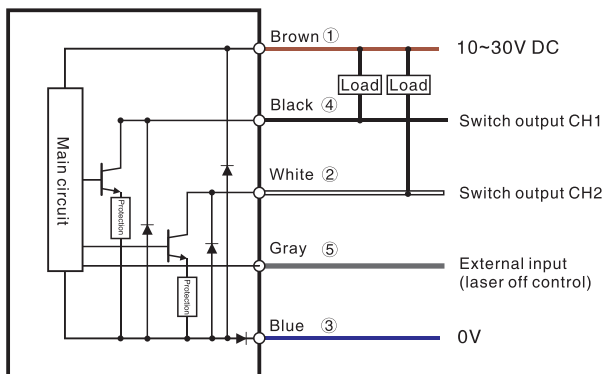 Brown ①
10~30V DC
Load Load
Black ④
Switch output CH1
Main circuit
Protection
White ②
Switch output CH2
Protection
Gray ⑤
External input
(laser off control)
Blue ③
0V